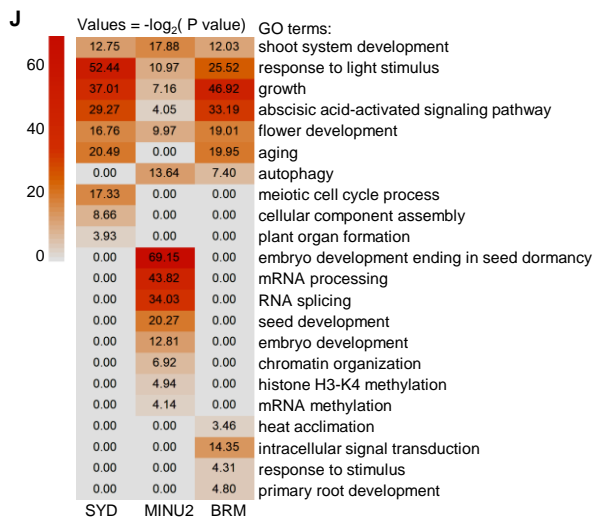 J
Values = -log2( P value) GO terms:
12.75 17.88 12.03 shoot system development
60 52.44 10.97 25.52 response to light stimulus
37.01 7.16 46.92 growth
40 29.27 4.05 33.19 abscisic acid-activated signaling pathway
16.76 9.97 19.01 flower development
20.49 0.00 19.95 aging
0.00 13.64 7.40 autophagy
20 17.33 0.00 0.00 meiotic cell cycle process
8.66 0.00 0.00 cellular component assembly
3.93 0.00 0.00 plant organ formation
0 0.00 69.15 0.00 embryo development ending in seed dormancy
0.00 43.82 0.00 mRNA processing
0.00 34.03 0.00 RNA splicing
0.00 20.27 0.00 seed development
0.00 12.81 0.00 embryo development
0.00 6.92 0.00 chromatin organization
0.00 4.94 0.00 histone H3-K4 methylation
0.00 4.14 0.00 mRNA methylation
0.00 0.00 3.46 heat acclimation
0.00 0.00 14.35 intracellular signal transduction
0.00 0.00 4.31 response to stimulus
0.00 0.00 4.80 primary root development
SYD MINU2 BRM